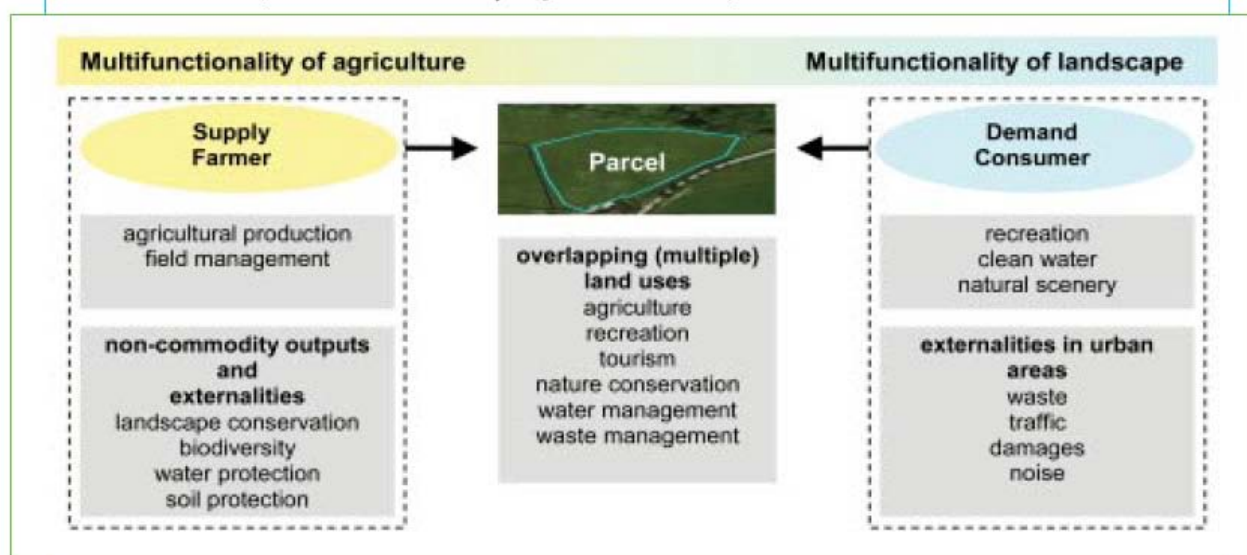 Multifunctionality of agriculture
Multifunctionality of landscape
Supply
Farmer
agricultural production
field management
non-commodity outputs
and
externalities
landscape conservation
biodiversity
water protection
soil protection
Parcel
overlapping (multiple)
land uses
agriculture
recreation
tourism
nature conservation
water management
waste management
Demand
Consumer
recreation
clean water
natural scenery
externalities in urban
areas
waste
traffic
damages
noise